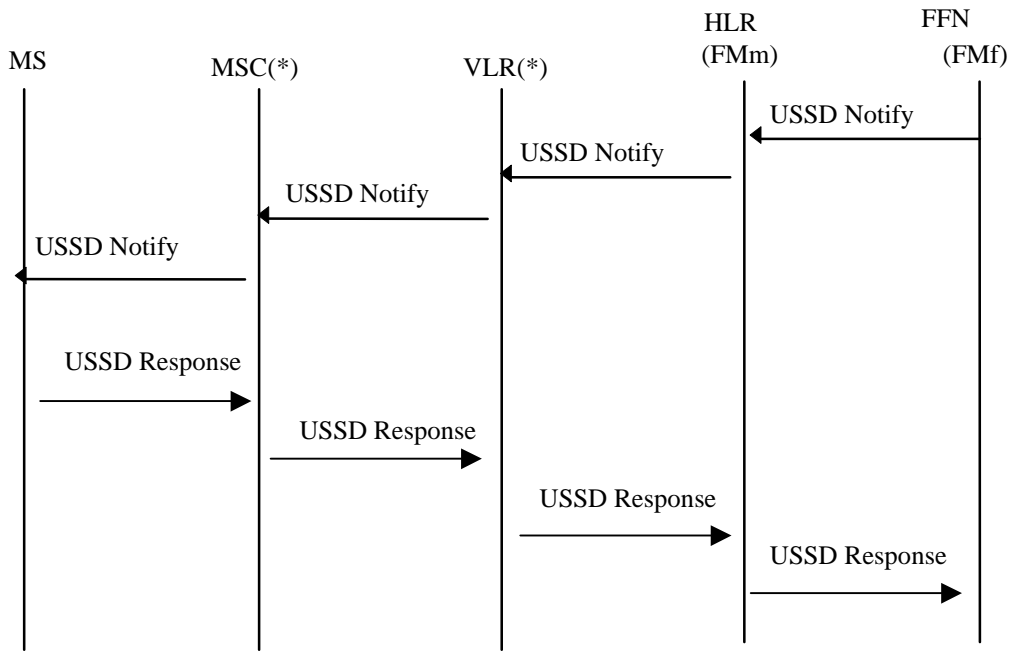 HLR
FFN
MS
MSC(*)
VLR(*)
(FMm)
(FMf)
USSD Notify
USSD Notify
USSD Notify
USSD Notify
USSD Response
USSD Response
USSD Response
USSD Response